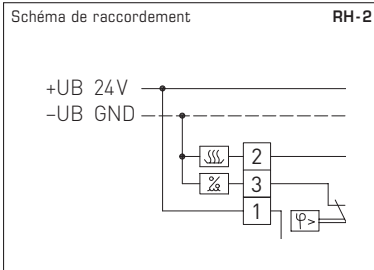 Schéma de raccordement RH-2
+UB 24V
–UB GND
2
%
3
1
φ>